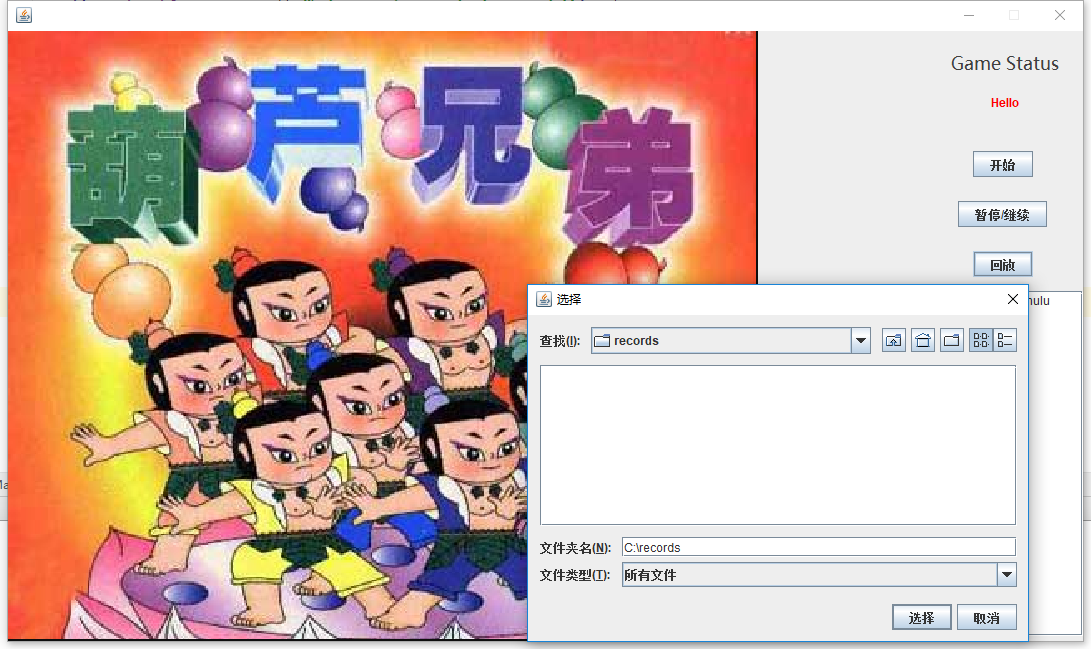 葫芦兄弟
Game Status
Hello
开始
暂停/继续
回放
hulu
选择
查找(I):
records
文件夹名(N):
C:\records
文件类型(T):
所有文件
选择
取消